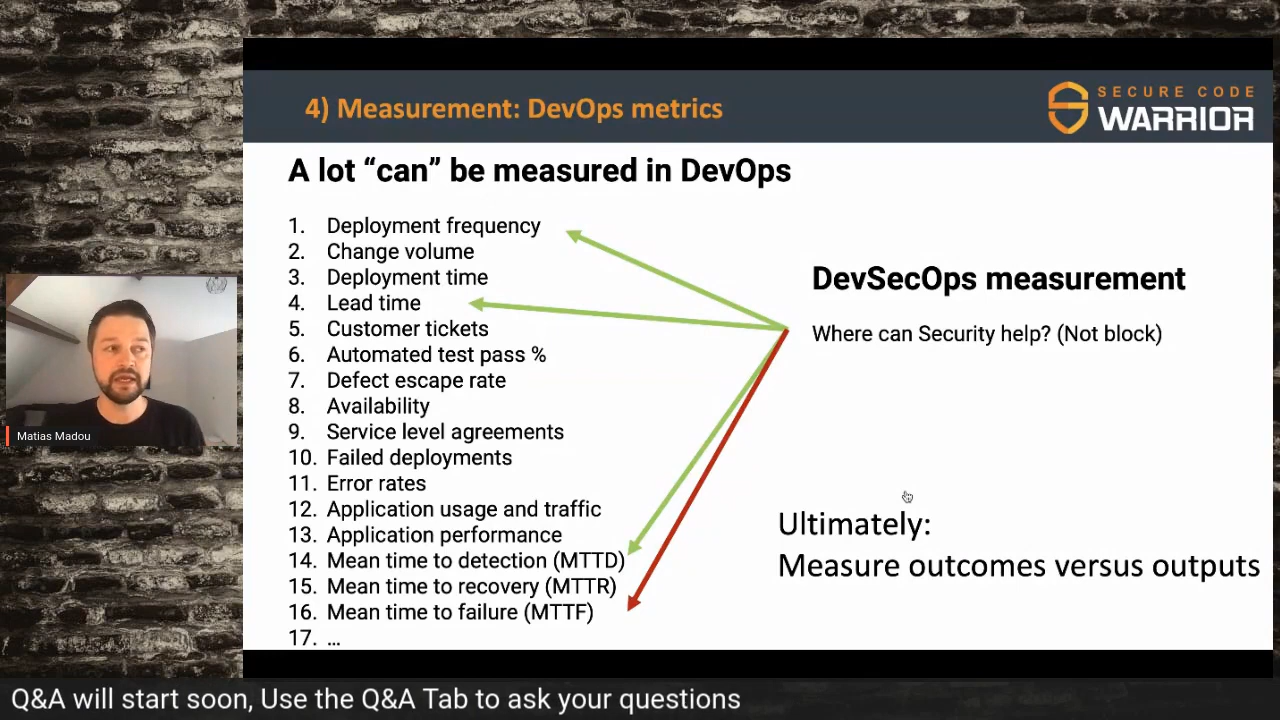 4) Measurement: DevOps metrics
SECURE CODE
WARRIOR
A lot “can” be measured in DevOps
1. Deployment frequency
2. Change volume
3. Deployment time
4. Lead time
5. Customer tickets
6. Automated test pass %
7. Defect escape rate
8. Availability
9. Service level agreements
10. Failed deployments
11. Error rates
12. Application usage and traffic
13. Application performance
14. Mean time to detection (MTTD)
15. Mean time to recovery (MTTR)
16. Mean time to failure (MTTF)
17. ...
DevSecOps measurement
Where can Security help? (Not block)
Ultimately:
Measure outcomes versus outputs
Matias Madou
Q&A will start soon, Use the Q&A Tab to ask your questions